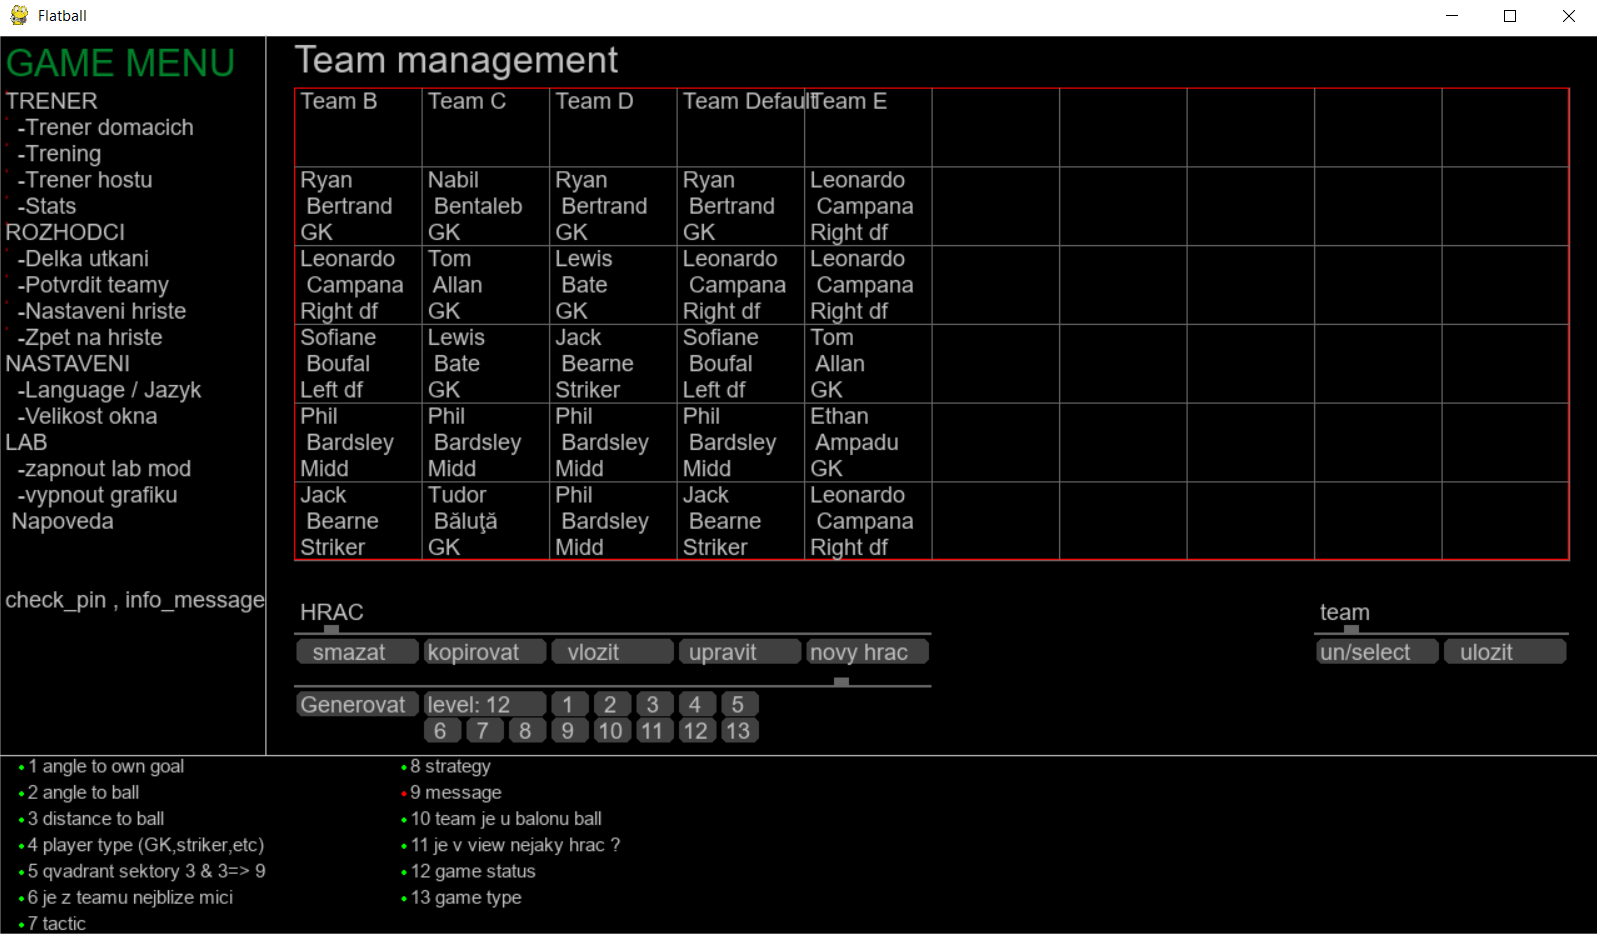 Flatball
GAME MENU
TRENER
-Trener domacich
-Trening
-Trener hostu
-Stats
ROZHODCI
-Delka utkani
-Potvrdit teamy
-Nastaveni hriste
-Zpet na hriste
NASTAVENI
-Language / Jazyk
-Velikost okna
LAB
-zapnout lab mod
-vypnout grafiku
Napoveda
check_pin , info_message
Team management
Team B Team C Team D Team Default Team E
Ryan Nabil Ryan Ryan Leonardo
Bertrand Bentaleb Bertrand Bertrand Campana
GK GK GK GK Right df
Leonardo Tom Lewis Leonardo Leonardo
Campana Allan Bate Campana Campana
Right df GK GK Right df Right df
Sofiane Lewis Jack Sofiane Tom
Boufal Bate Bearne Boufal Allan
Left df GK Striker Left df GK
Phil Phil Phil Phil Ethan
Bardsley Bardsley Bardsley Bardsley Ampadu
Midd Midd Midd Midd GK
Jack Tudor Phil Jack Leonardo
Bearne Băluţă Bardsley Bearne Campana
Striker GK Midd Striker Right df
HRAC team
smazat kopirovat vlozit upravit novy hrac un/select ulozit
Generovat level: 12 1 2 3 4 5
6 7 8 9 10 11 12 13
1 angle to own goal
2 angle to ball
3 distance to ball
4 player type (GK,striker,etc)
5 qvadrant sektory 3 & 3=> 9
6 je z teamu nejblize mici
7 tactic
8 strategy
9 message
10 team je u balonu ball
11 je v view nejaky hrac ?
12 game status
13 game type